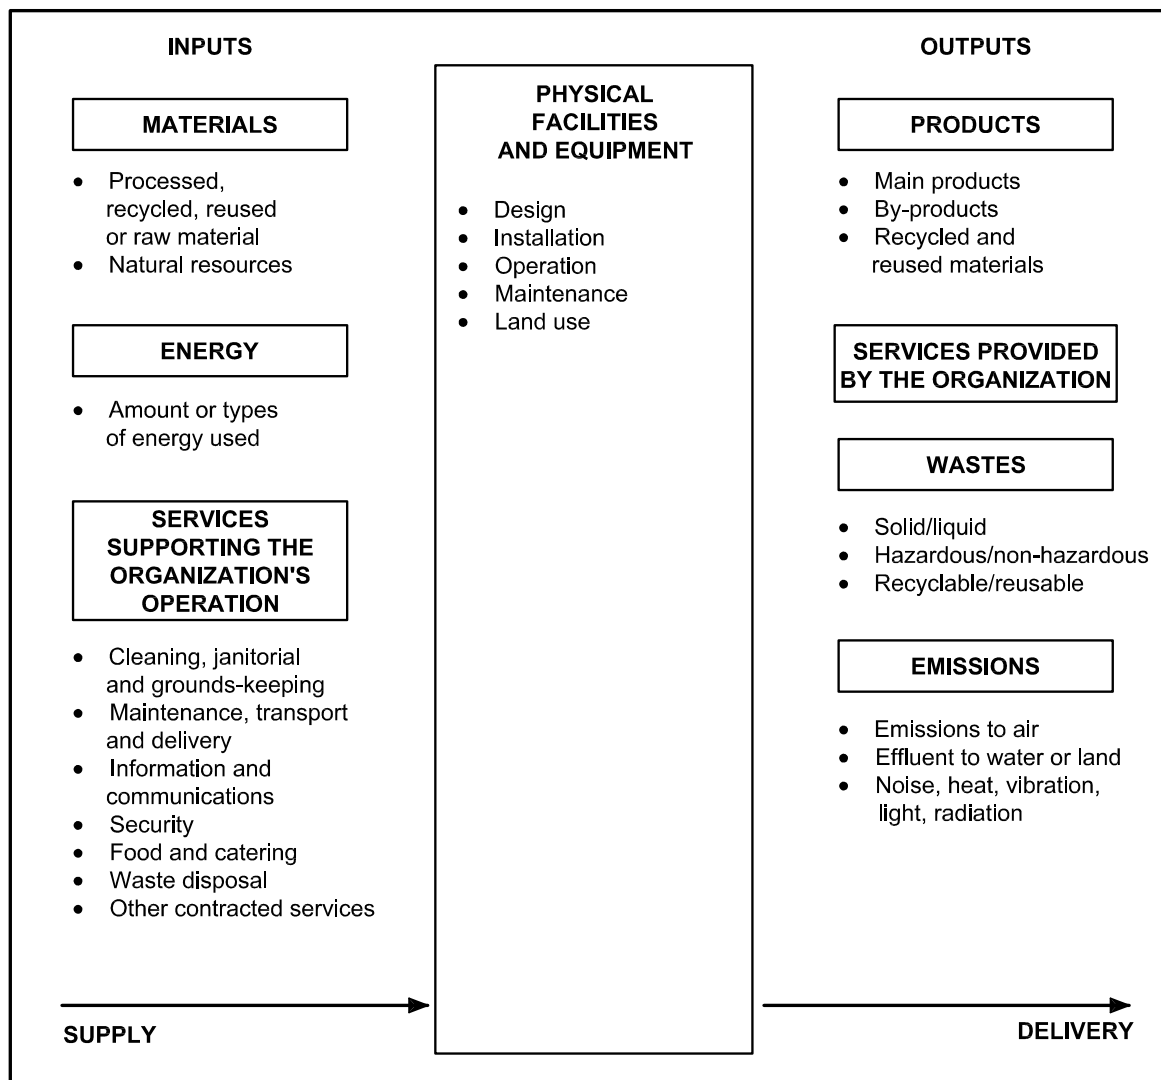 INPUTS
MATERIALS
• Processed,
recycled, reused
or raw material
• Natural resources
ENERGY
• Amount or types
of energy used
SERVICES
SUPPORTING THE
ORGANIZATION'S
OPERATION
• Cleaning, janitorial
and grounds-keeping
• Maintenance, transport
and delivery
• Information and
communications
• Security
• Food and catering
• Waste disposal
• Other contracted services
SUPPLY
PHYSICAL
FACILITIES
AND EQUIPMENT
• Design
• Installation
• Operation
• Maintenance
• Land use
OUTPUTS
PRODUCTS
• Main products
• By-products
• Recycled and
reused materials
SERVICES PROVIDED
BY THE ORGANIZATION
WASTES
• Solid/liquid
• Hazardous/non-hazardous
• Recyclable/reusable
EMISSIONS
• Emissions to air
• Effluent to water or land
• Noise, heat, vibration,
light, radiation
DELIVERY